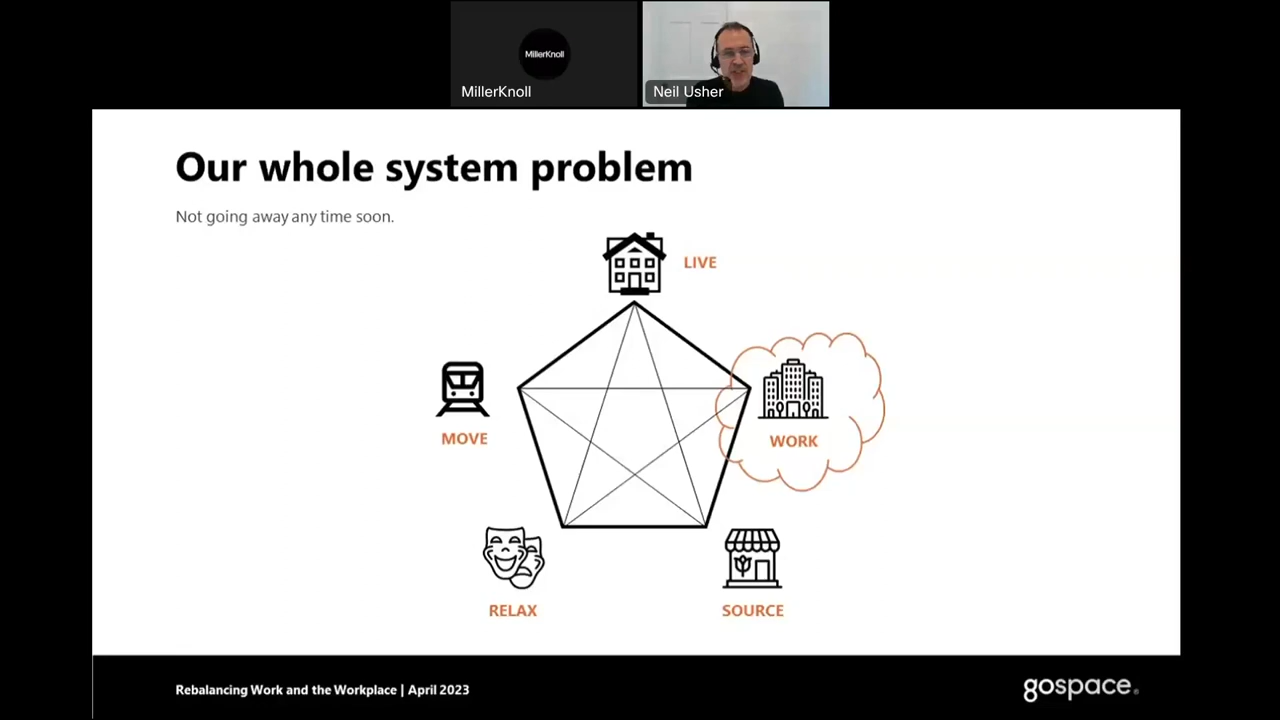 MillerKnoll
MillerKnoll
Neil Usher
Our whole system problem
Not going away any time soon.
LIVE
MOVE
WORK
RELAX
SOURCE
Rebalancing Work and the Workplace | April 2023
gospace®